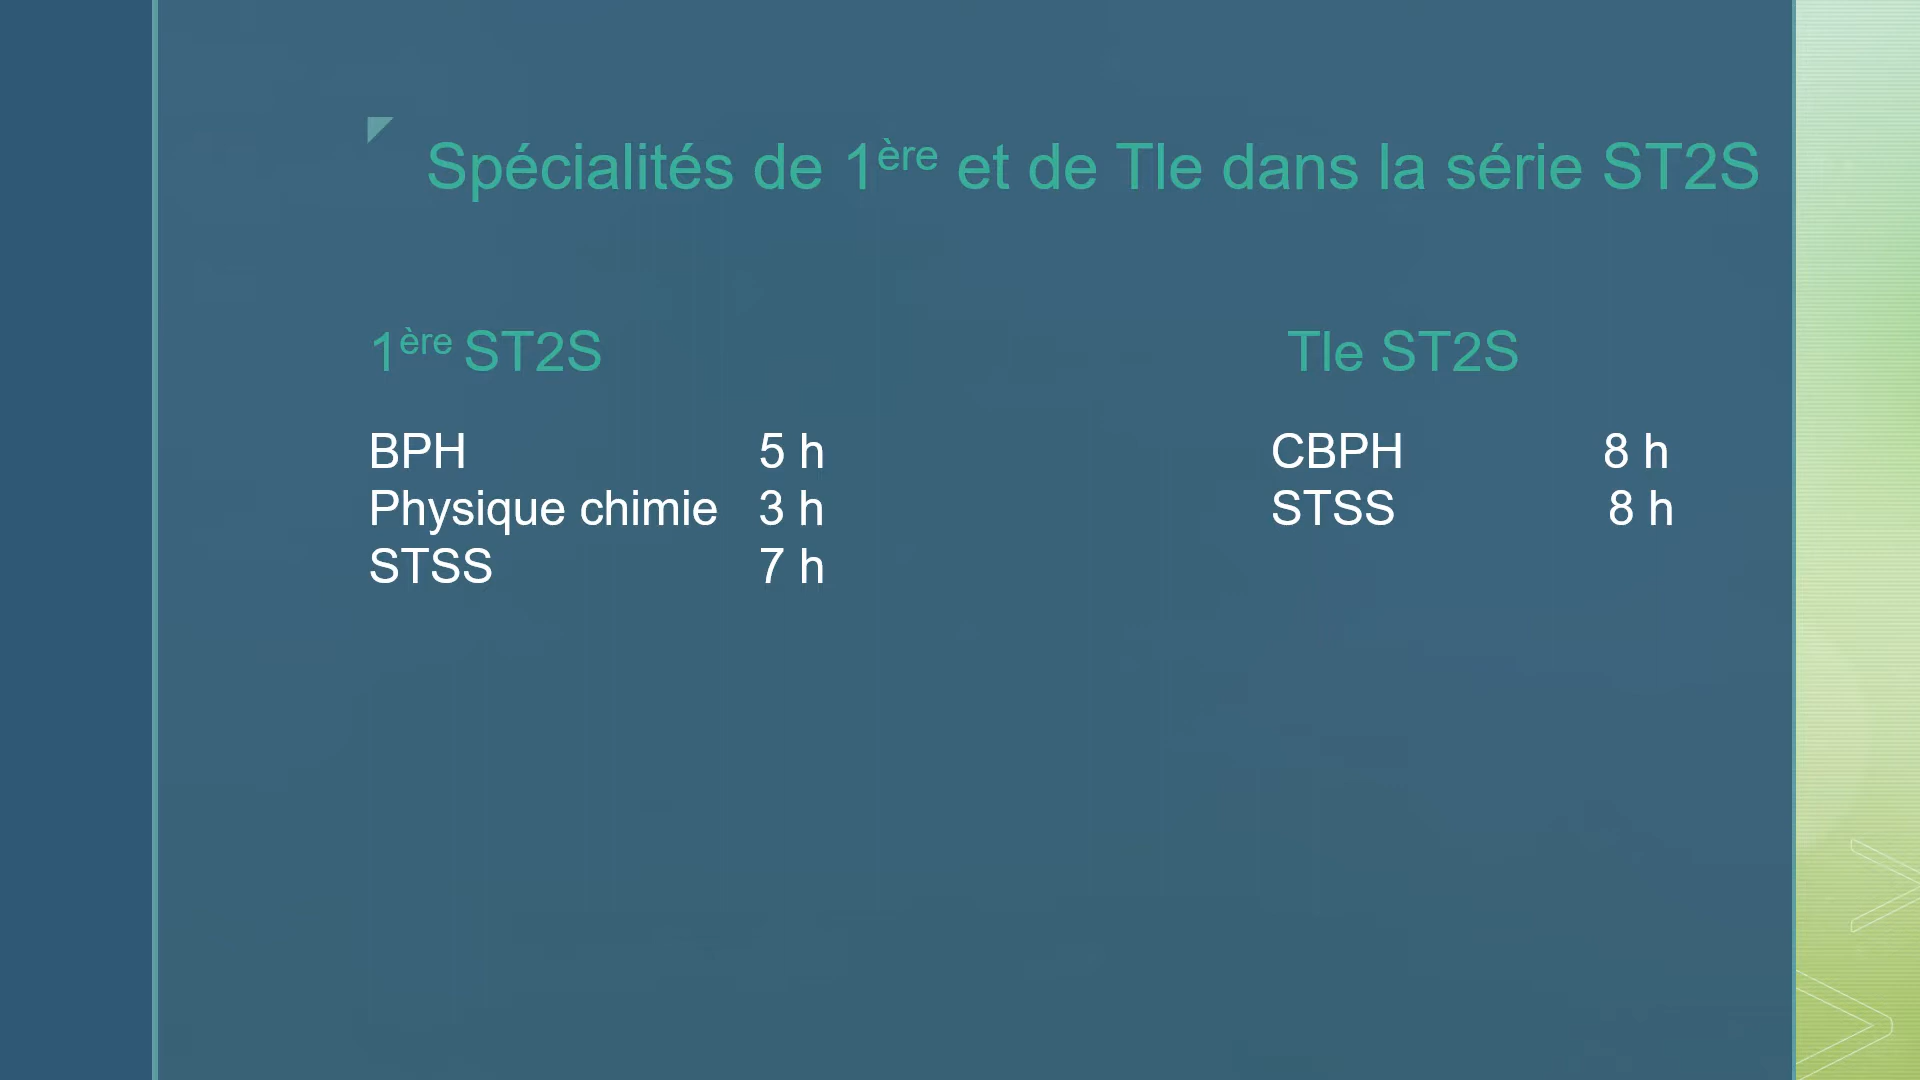 Spécialités de 1ère et de Tle dans la série ST2S
1ère ST2S
BPH 5 h
Physique chimie 3 h
STSS 7 h
Tle ST2S
CBPH 8 h
STSS 8 h